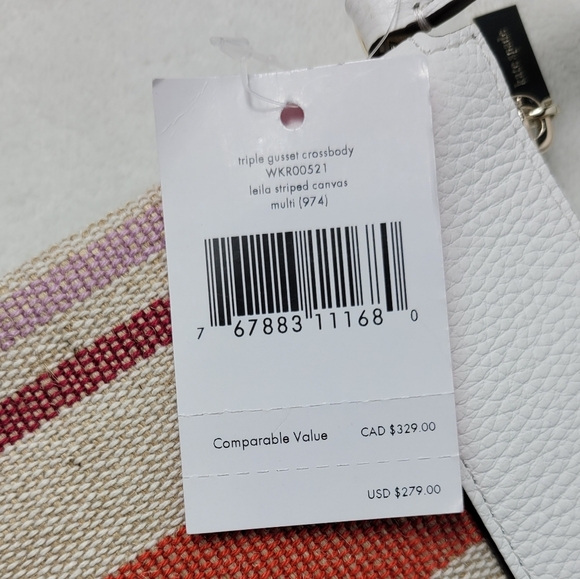 kate spade
triple gusset crossbody
WKR00521
leila striped canvas
multi (974)
7 67883 11168 0
Comparable Value CAD $329.00
USD $279.00